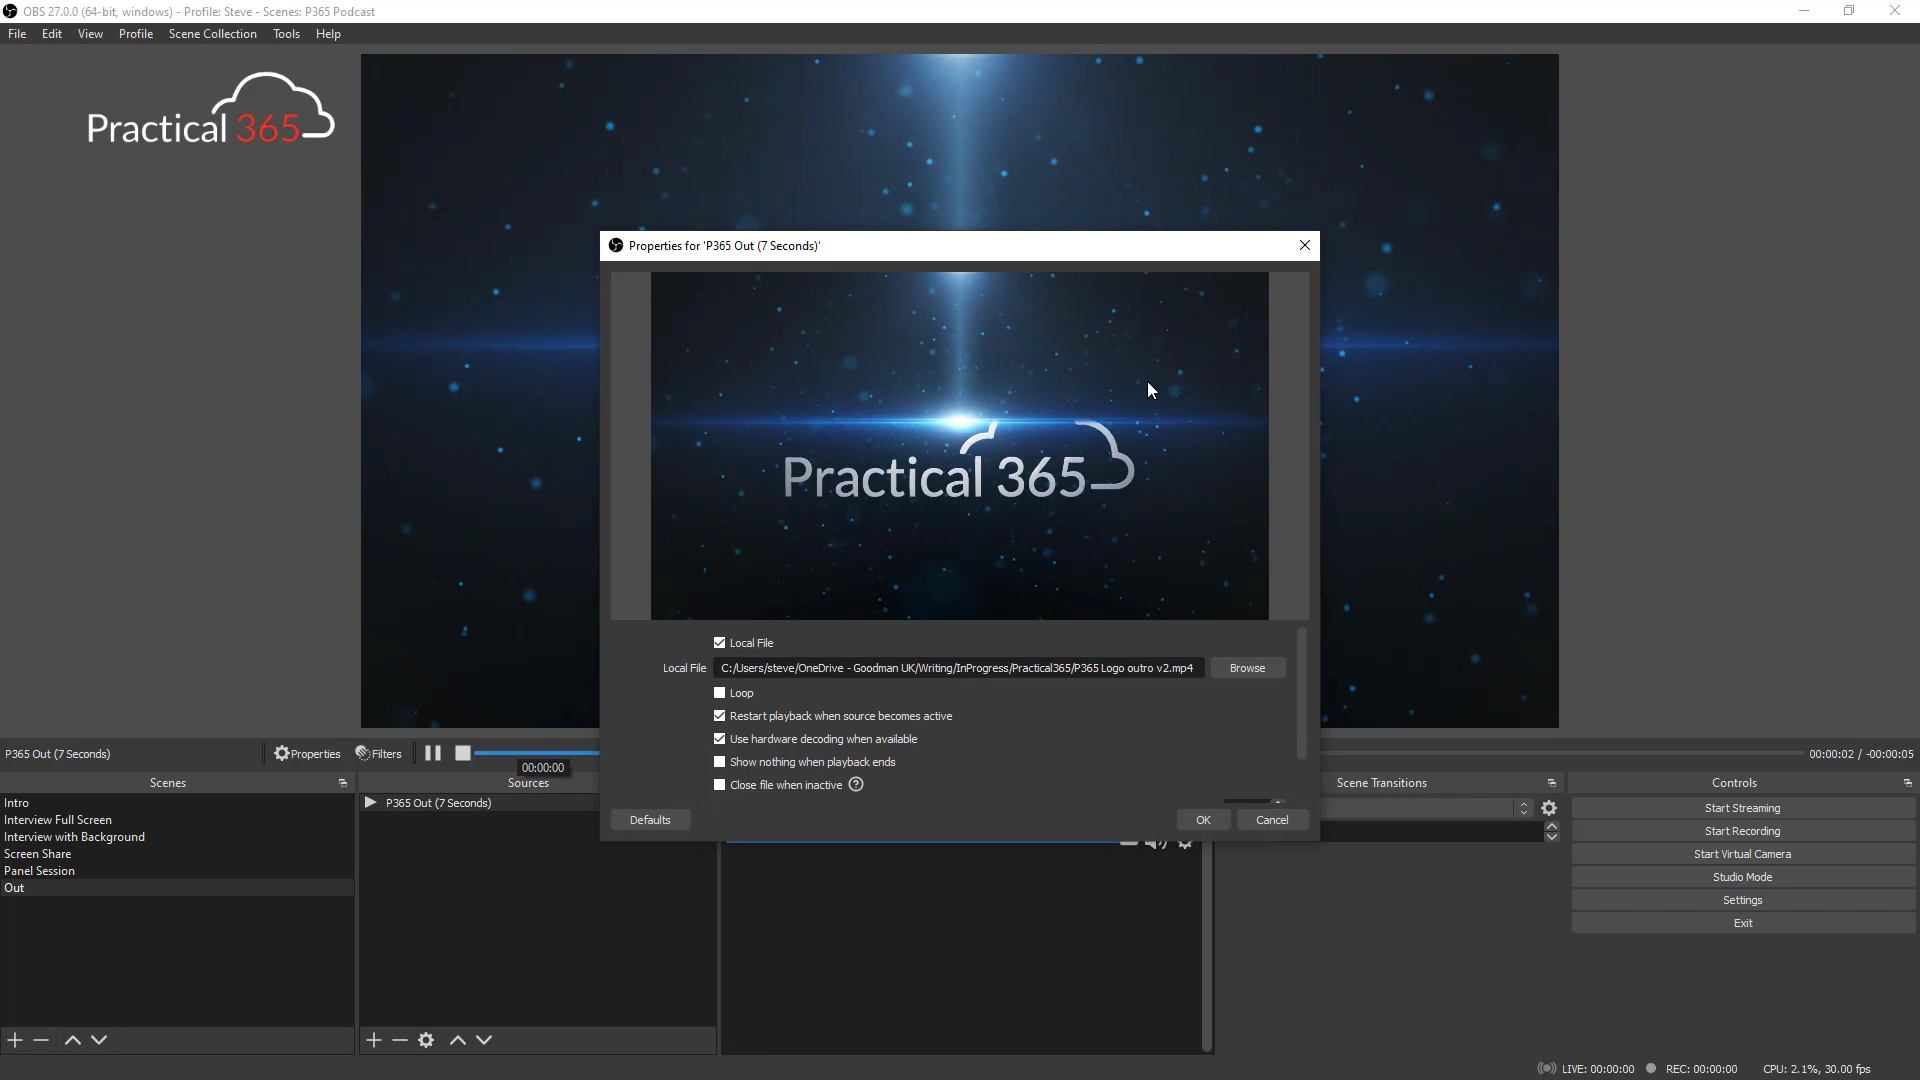 OBS 27.0.0 (64-bit, windows) - Profile: Steve - Scenes: P365 Podcast
File Edit View Profile Scene Collection Tools Help
Practical 365
Properties for 'P365 Out (7 Seconds)'
Practical 365
Local File
Local File C:/Users/steve/OneDrive - Goodman UK/Writing/InProgress/Practical365/P365 Logo outro v2.mp4 Browse
Loop
Restart playback when source becomes active
Use hardware decoding when available
Show nothing when playback ends
Close file when inactive ?
Defaults OK Cancel
P365 Out (7 Seconds) Properties Filters 00:00:02 / -00:00:05
00:00:00
Scenes Sources Scene Transitions Controls
Intro
Interview Full Screen
Interview with Background
Screen Share
Panel Session
Out
P365 Out (7 Seconds)
Start Streaming
Start Recording
Start Virtual Camera
Studio Mode
Settings
Exit
LIVE: 00:00:00 REC: 00:00:00 CPU: 2.1%, 30.00 fps